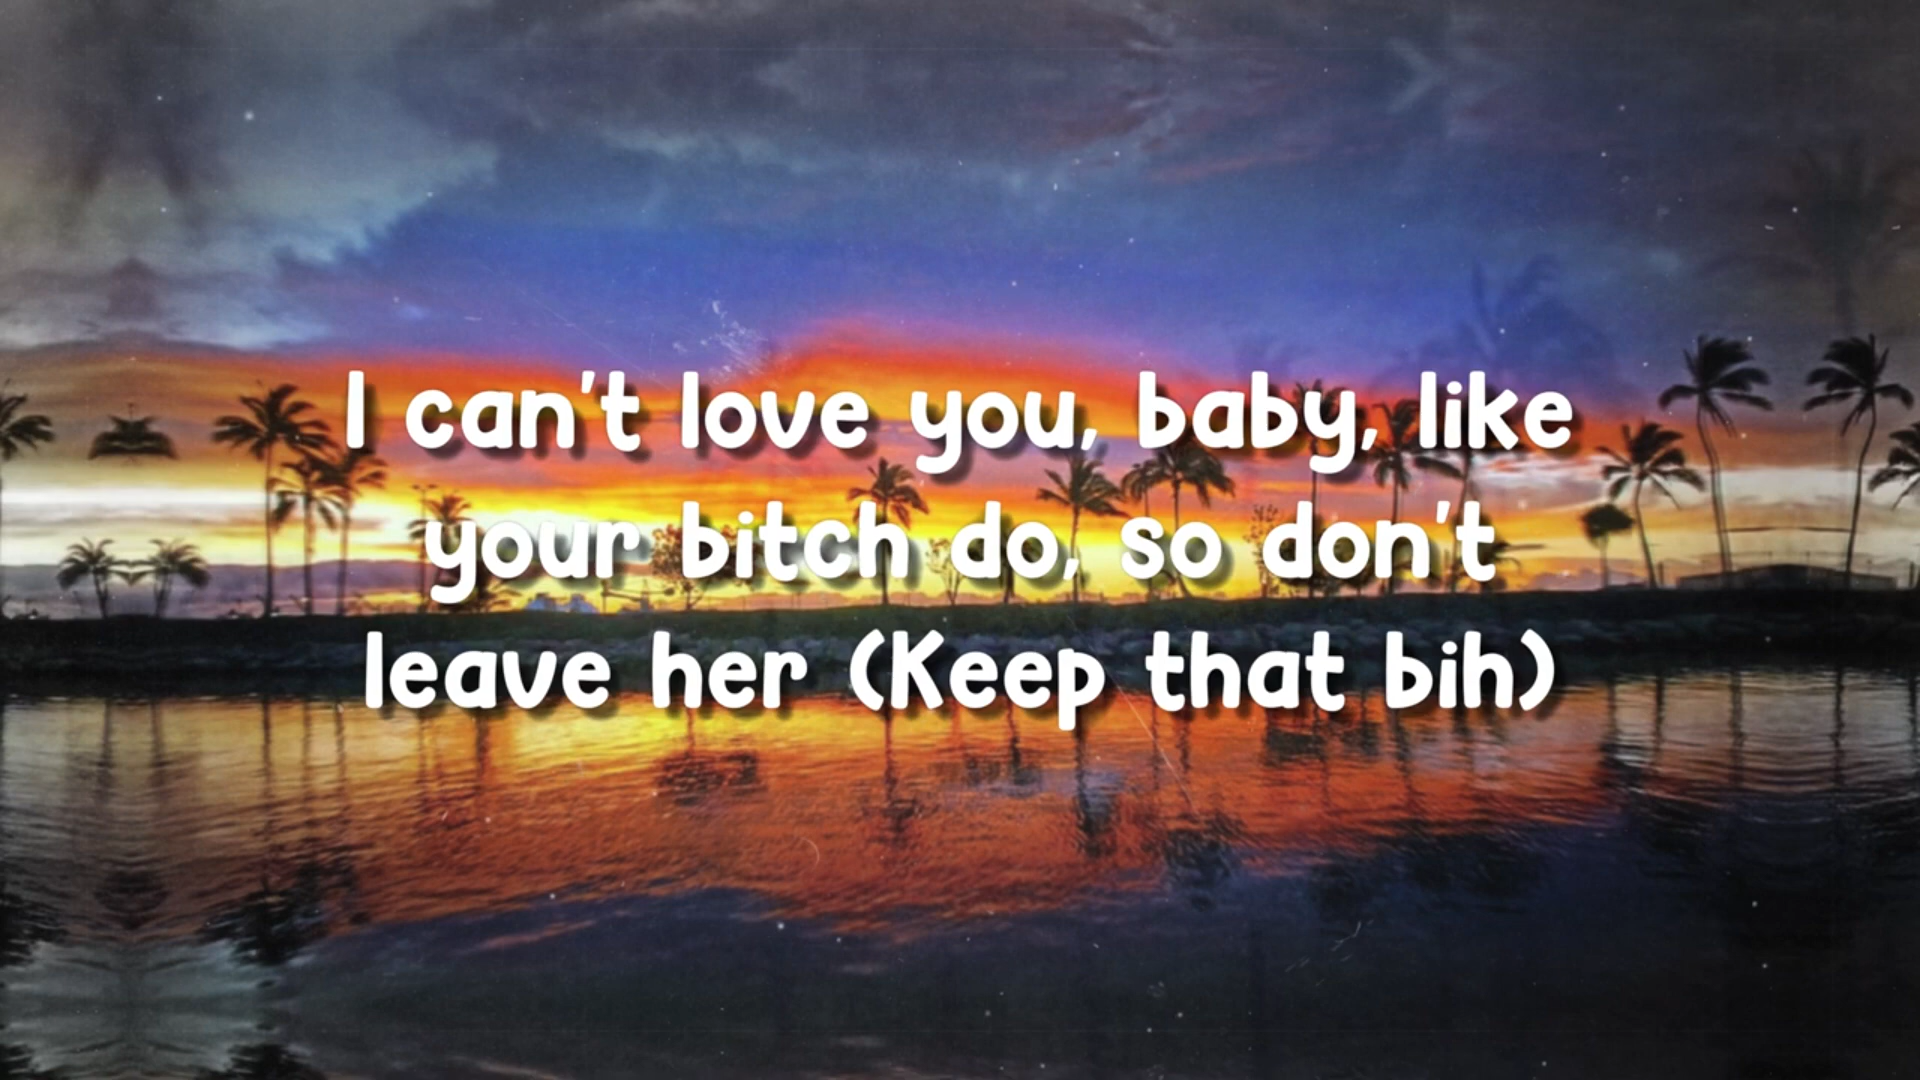 I can't love you, baby, like
your bitch do, so don't
leave her (Keep that bih)